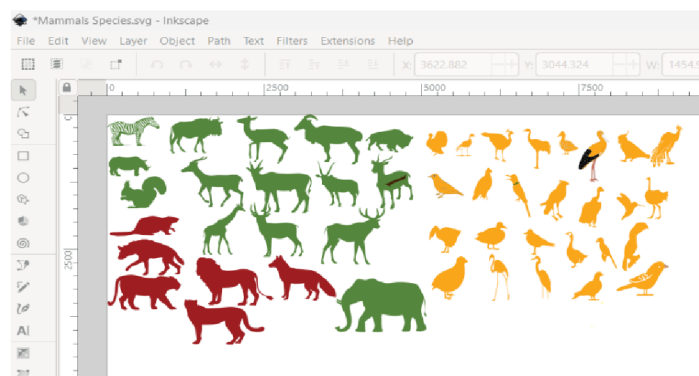 *Mammals Species.svg - Inkscape
File Edit View Layer Object Path Text Filters Extensions Help
X: 3622.882 Y: 3044.324 W: 1454.5
0 2500 5000 7500
0
2500